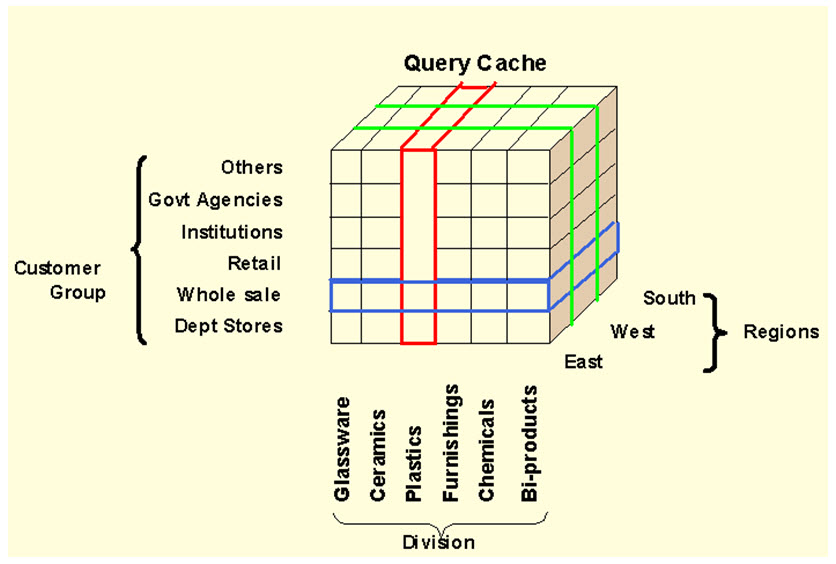 Query Cache
Others
Govt Agencies
Institutions
Retail
Whole sale
Dept Stores
Customer
Group
South
West
East
Regions
Glassware
Ceramics
Plastics
Furnishings
Chemicals
Bi-products
Division